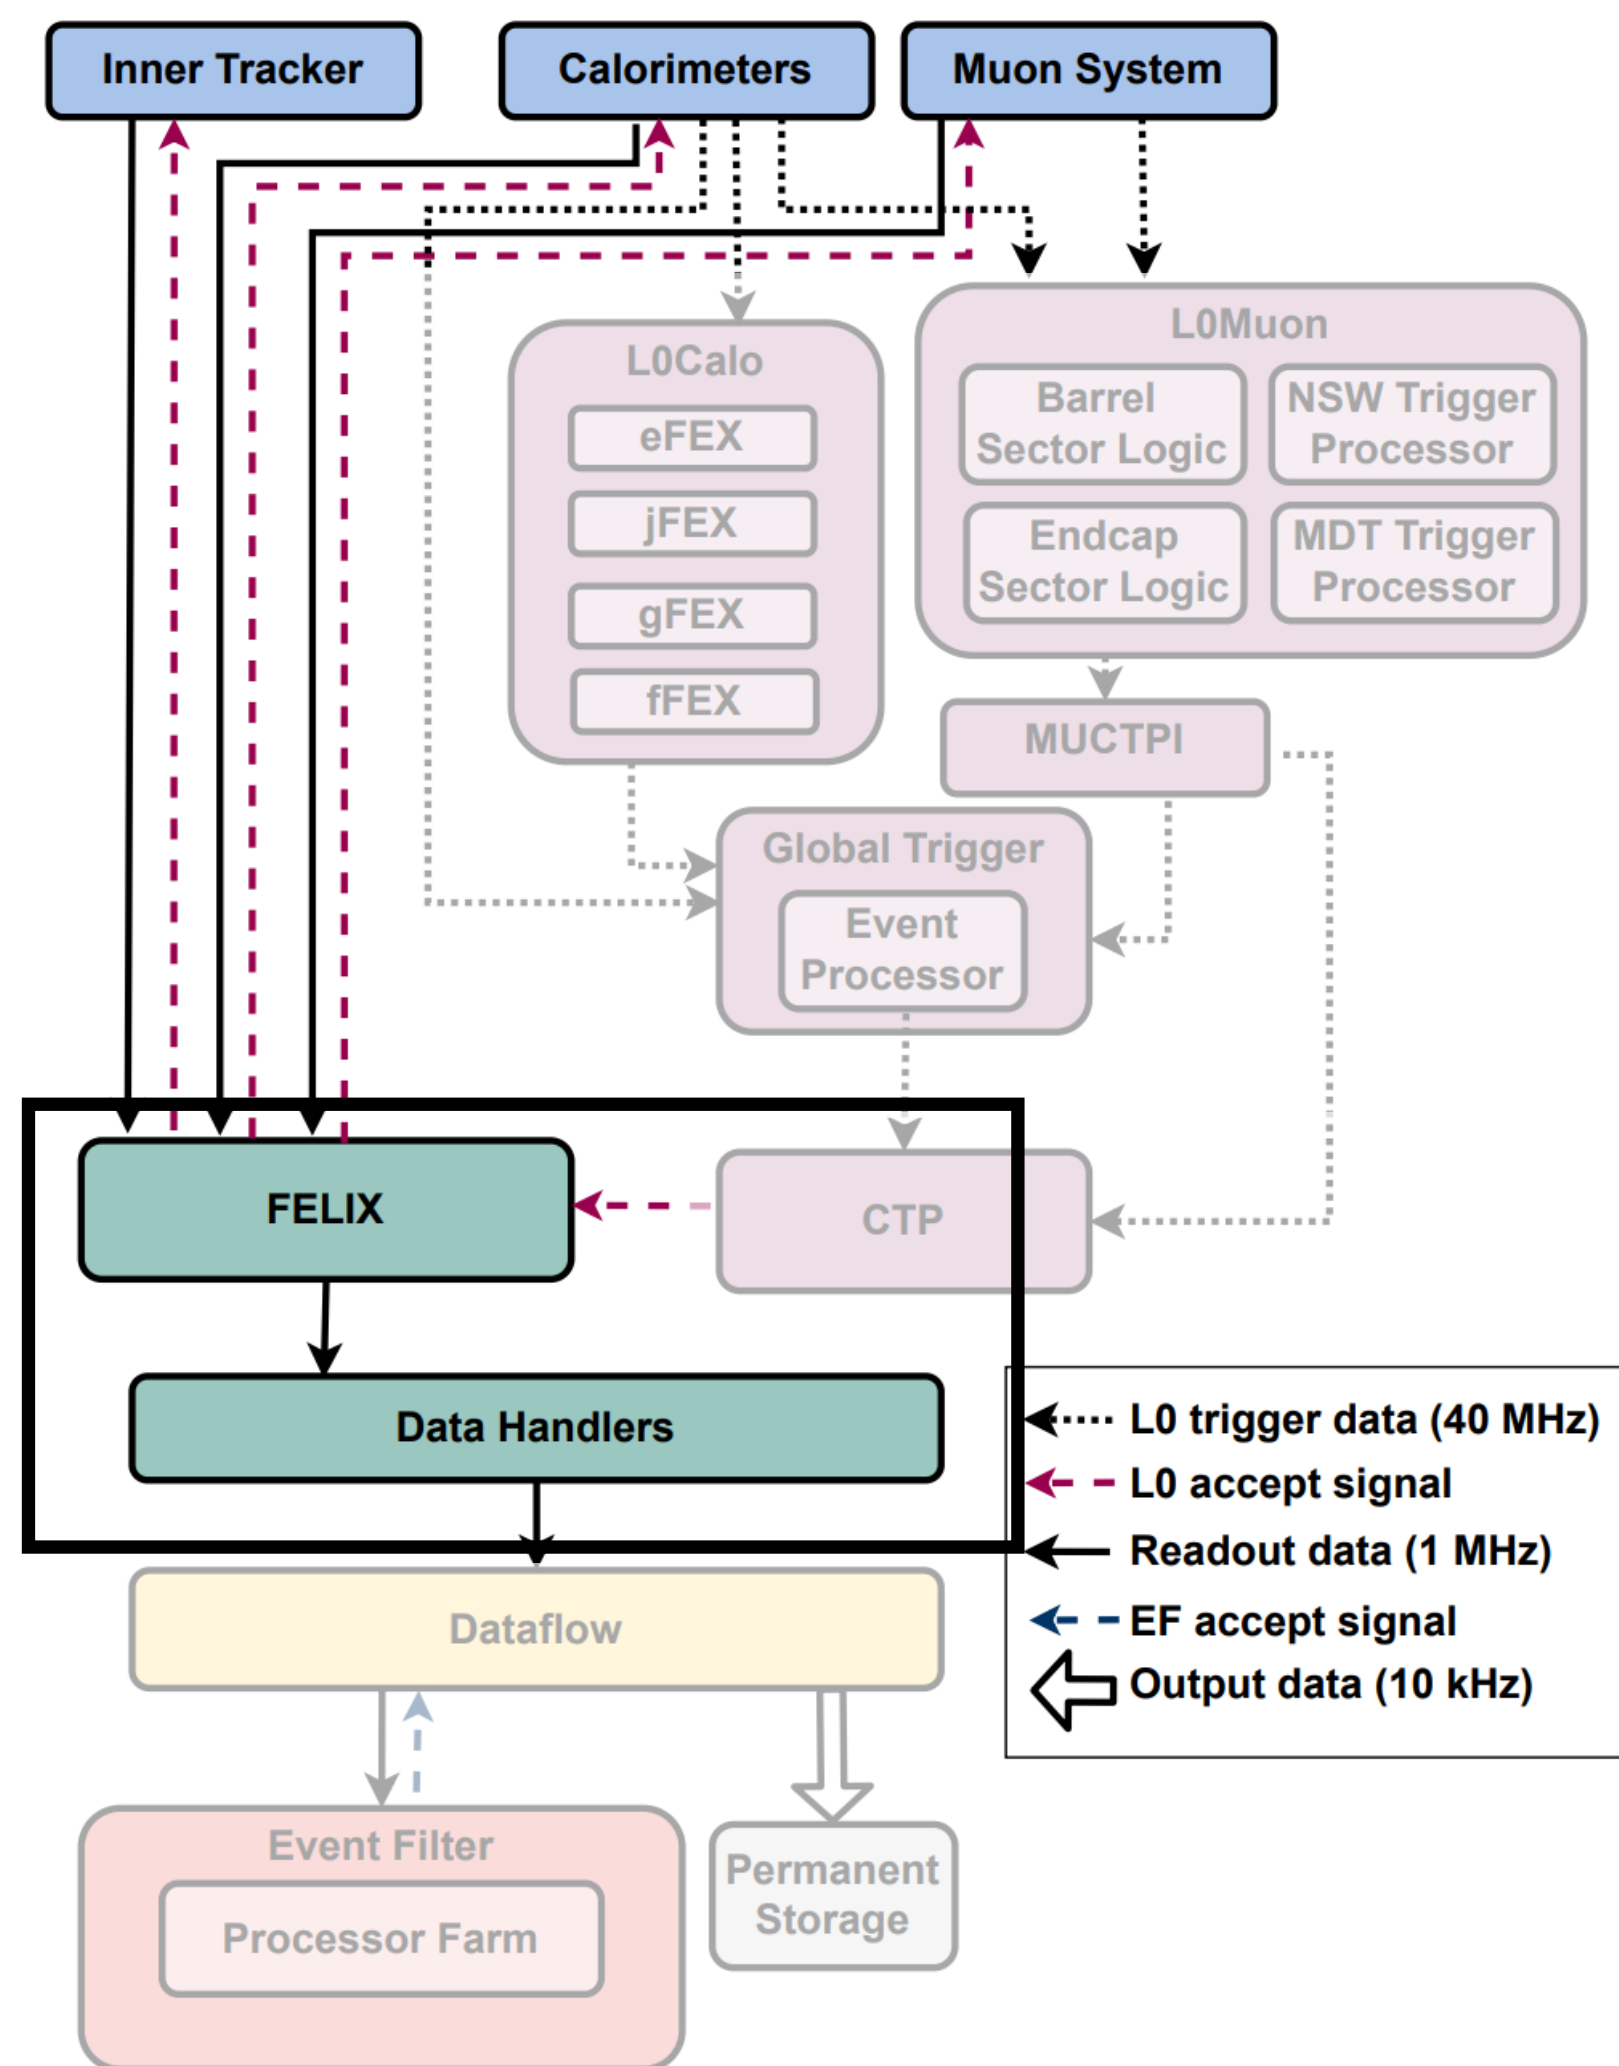 Inner Tracker
Calorimeters
Muon System
L0Calo
eFEX
jFEX
gFEX
fFEX
L0Muon
Barrel
Sector Logic
NSW Trigger
Processor
Endcap
Sector Logic
MDT Trigger
Processor
MUCTPI
Global Trigger
Event
Processor
FELIX
CTP
Data Handlers
L0 trigger data (40 MHz)
L0 accept signal
Readout data (1 MHz)
EF accept signal
Output data (10 kHz)
Dataflow
Event Filter
Processor Farm
Permanent
Storage